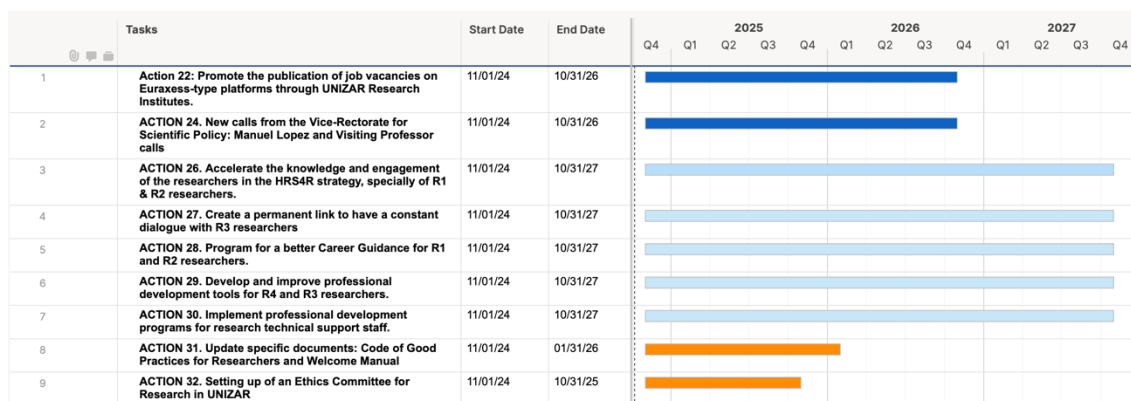 Tasks Start Date End Date 2025 2026 2027
Q4 Q1 Q2 Q3 Q4 Q1 Q2 Q3 Q4 Q1 Q2 Q3 Q4
1 Action 22: Promote the publication of job vacancies on 11/01/24 10/31/26
Euraxess-type platforms through UNIZAR Research
Institutes.
2 ACTION 24. New calls from the Vice-Rectorate for 11/01/24 10/31/26
Scientific Policy: Manuel Lopez and Visiting Professor
calls
3 ACTION 26. Accelerate the knowledge and engagement 11/01/24 10/31/27
of the researchers in the HRS4R strategy, specially of R1
& R2 researchers.
4 ACTION 27. Create a permanent link to have a constant 11/01/24 10/31/27
dialogue with R3 researchers
5 ACTION 28. Program for a better Career Guidance for R1 11/01/24 10/31/27
and R2 researchers.
6 ACTION 29. Develop and improve professional 11/01/24 10/31/27
development tools for R4 and R3 researchers.
7 ACTION 30. Implement professional development 11/01/24 10/31/27
programs for research technical support staff.
8 ACTION 31. Update specific documents: Code of Good 11/01/24 01/31/26
Practices for Researchers and Welcome Manual
9 ACTION 32. Setting up of an Ethics Committee for 11/01/24 10/31/25
Research in UNIZAR